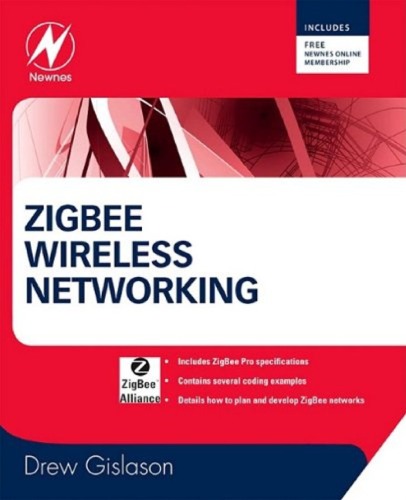 Newnes
INCLUDES
FREE
NEWNES ONLINE
MEMBERSHIP
ZIGBEE
WIRELESS
NETWORKING
ZigBee™
Alliance
• Includes ZigBee Pro specifications
• Contains several coding examples
• Details how to plan and develop ZigBee networks
Drew Gislason